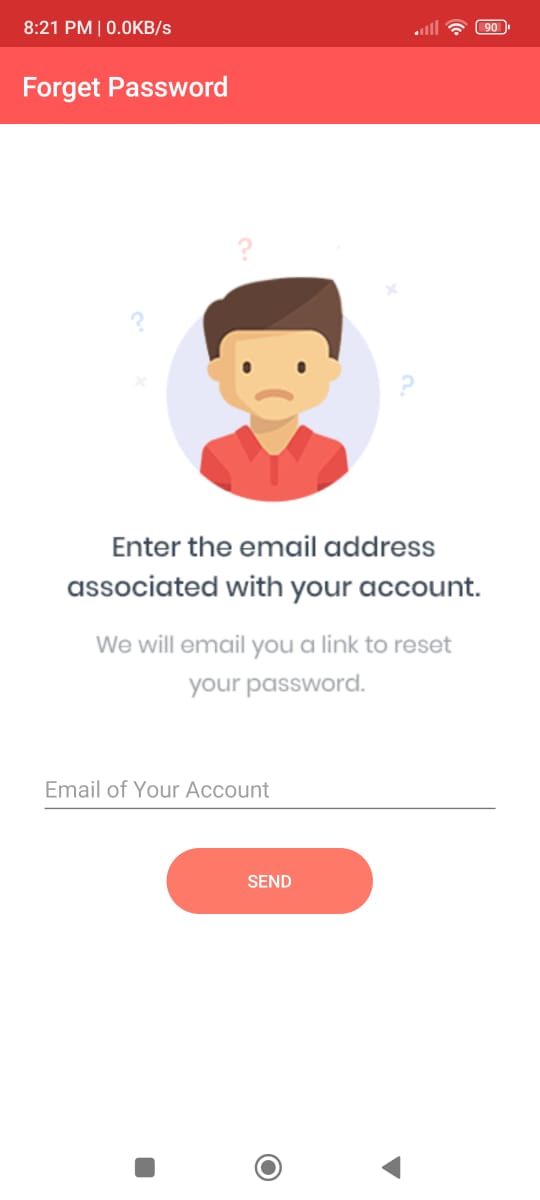 8:21 PM | 0.0KB/s
90
Forget Password
?
?
?
Enter the email address
associated with your account.
We will email you a link to reset
your password.
Email of Your Account
SEND